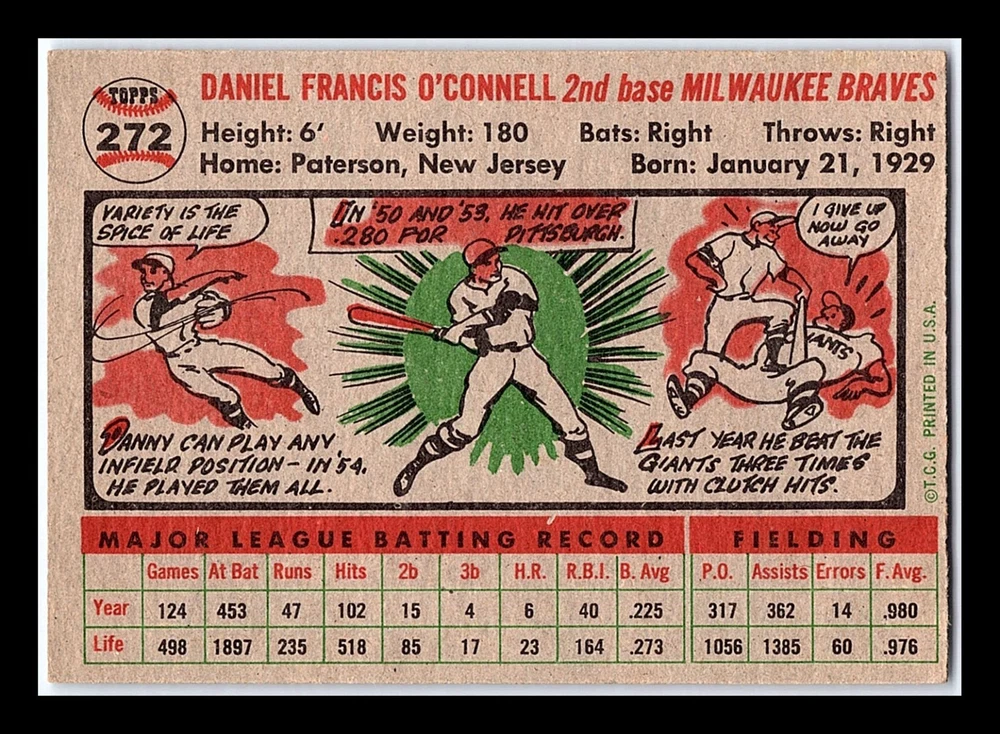 TOPPS
272
DANIEL FRANCIS O'CONNELL 2nd base MILWAUKEE BRAVES
Height: 6' Weight: 180 Bats: Right Throws: Right
Home: Paterson, New Jersey Born: January 21, 1929
VARIETY IS THE
SPICE OF LIFE
DANNY CAN PLAY ANY
INFIELD POSITION - IN '54,
HE PLAYED THEM ALL.
IN '50 AND '53, HE HIT OVER
.280 FOR PITTSBURGH.
I GIVE UP
NOW GO
AWAY
GIANTS
LAST YEAR HE BEAT THE
GIANTS THREE TIMES
WITH CLUTCH HITS.
©T.C.G. PRINTED IN U.S.A.
MAJOR LEAGUE BATTING RECORD FIELDING
Games At Bat Runs Hits 2b 3b H.R. R.B.I. B. Avg P.O. Assists Errors F. Avg.
Year 124 453 47 102 15 4 6 40 .225 317 362 14 .980
Life 498 1897 235 518 85 17 23 164 .273 1056 1385 60 .976